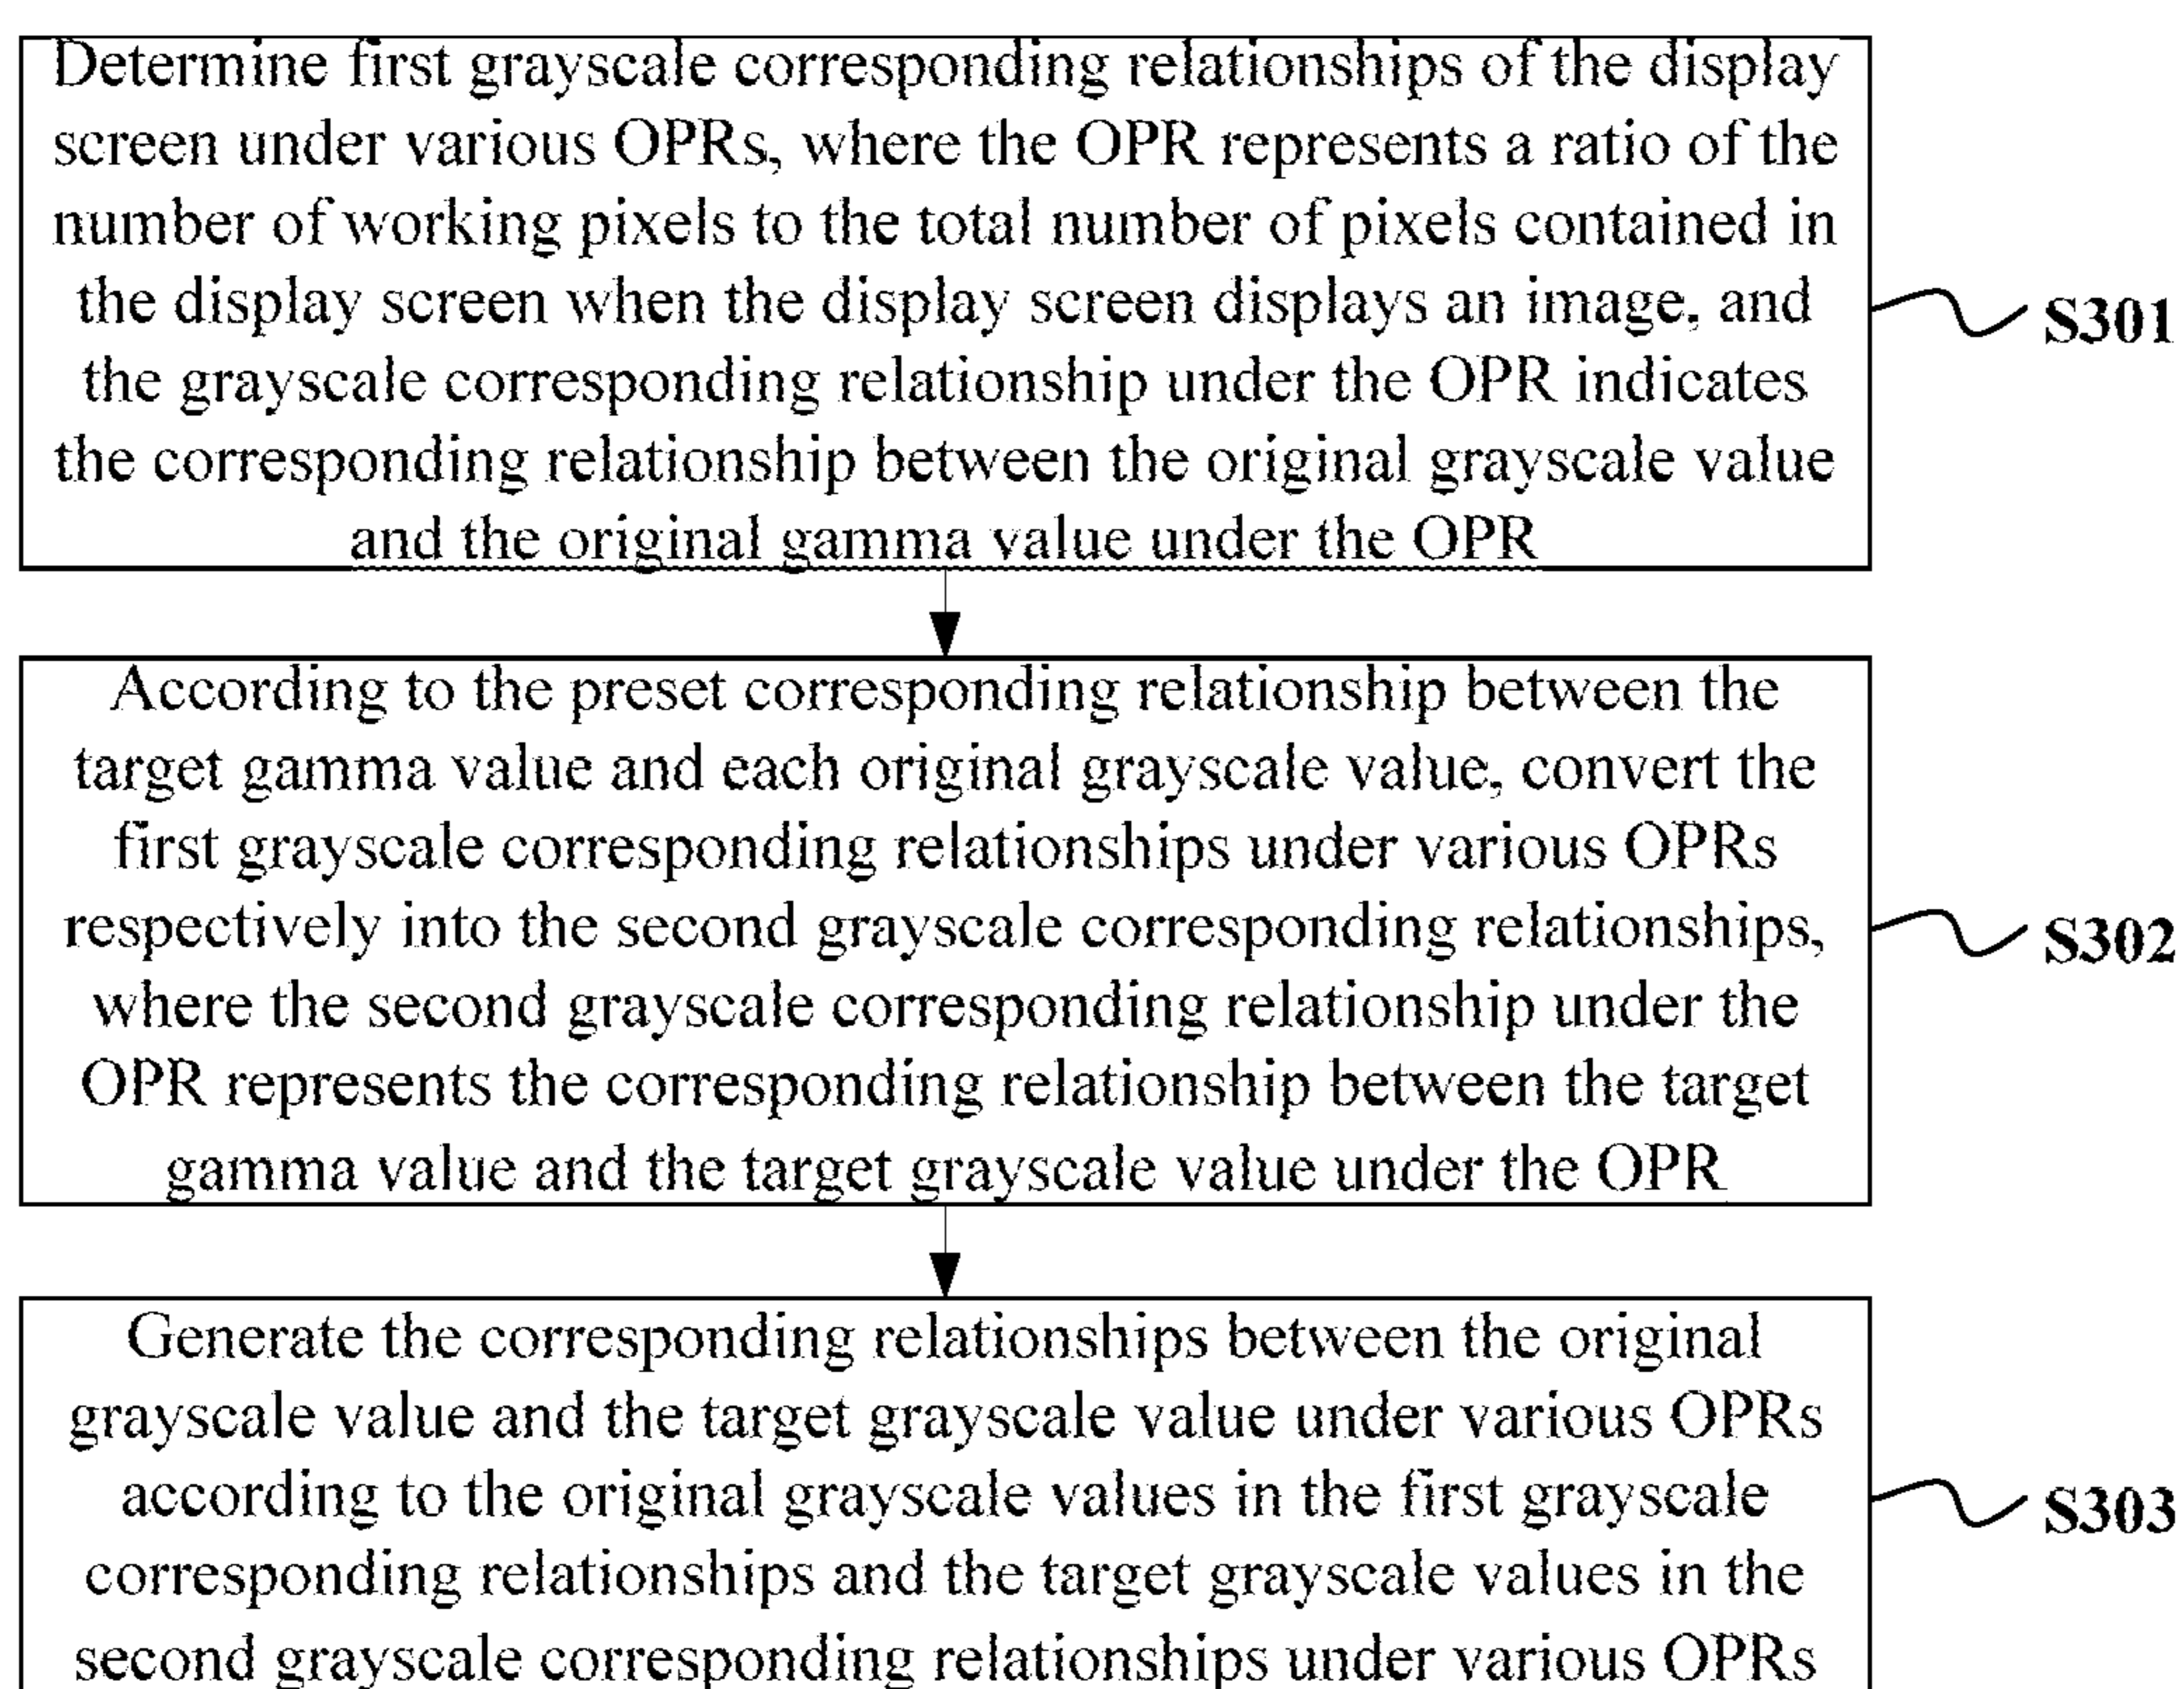 Determine first grayscale corresponding relationships of the display
screen under various OPRs, where the OPR represents a ratio of the
number of working pixels to the total number of pixels contained in
the display screen when the display screen displays an image, and
the grayscale corresponding relationship under the OPR indicates
the corresponding relationship between the original grayscale value
and the original gamma value under the OPR
S301
According to the preset corresponding relationship between the
target gamma value and each original grayscale value, convert the
first grayscale corresponding relationships under various OPRs
respectively into the second grayscale corresponding relationships,
where the second grayscale corresponding relationship under the
OPR represents the corresponding relationship between the target
gamma value and the target grayscale value under the OPR
S302
Generate the corresponding relationships between the original
grayscale value and the target grayscale value under various OPRs
according to the original grayscale values in the first grayscale
corresponding relationships and the target grayscale values in the
second grayscale corresponding relationships under various OPRs
S303